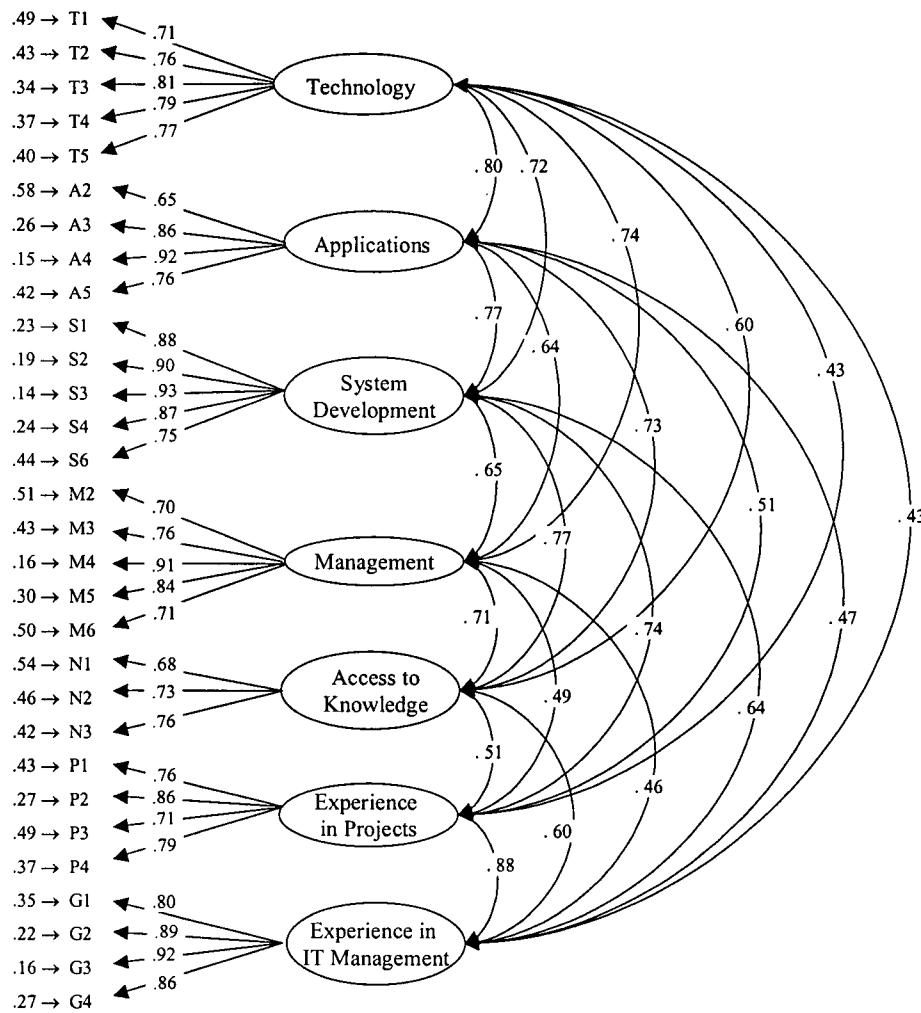 .49 → T1
.71
.43 → T2
.76
.34 → T3
.81
.37 → T4
.79
.40 → T5
.77
Technology
.58 → A2
.65
.26 → A3
.86
.15 → A4
.92
.42 → A5
.76
Applications
.23 → S1
.88
.19 → S2
.90
.14 → S3
.93
.24 → S4
.87
.44 → S6
.75
System
Development
.51 → M2
.70
.43 → M3
.76
.16 → M4
.91
.30 → M5
.84
.50 → M6
.71
Management
.54 → N1
.68
.46 → N2
.73
.42 → N3
.76
Access to
Knowledge
.43 → P1
.76
.27 → P2
.86
.49 → P3
.71
.37 → P4
.79
Experience
in Projects
.35 → G1
.80
.22 → G2
.89
.16 → G3
.92
.27 → G4
.86
Experience in
IT Management
.80
.72
.74
.60
.43
.43
.77
.64
.73
.51
.47
.65
.77
.74
.64
.71
.49
.46
.51
.60
.88